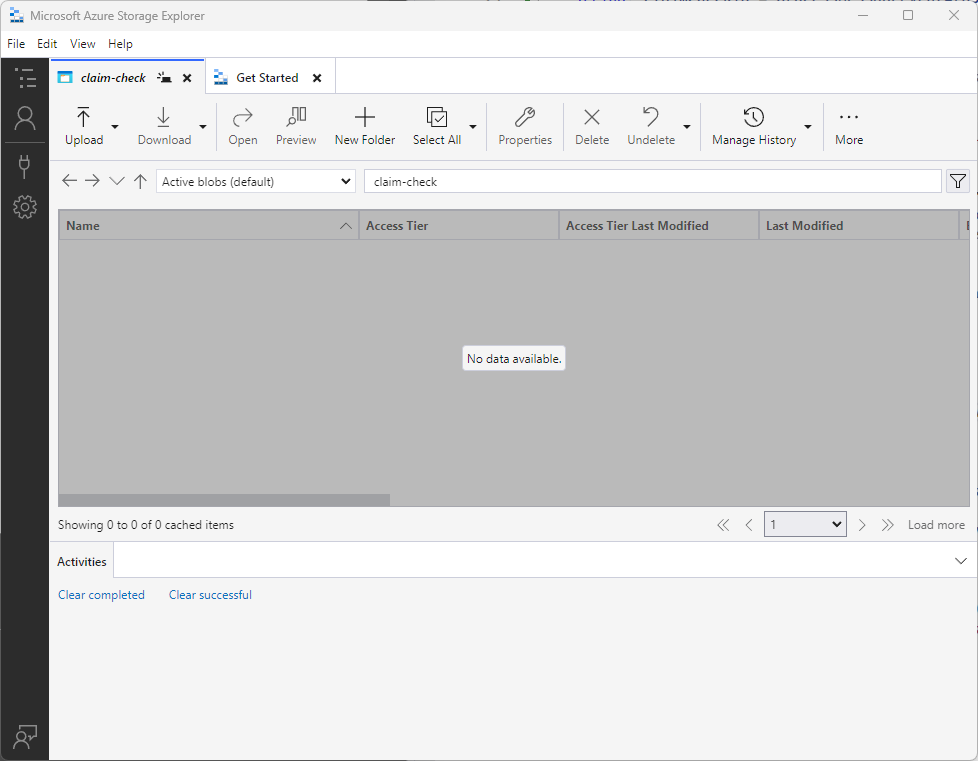 Microsoft Azure Storage Explorer
File Edit View Help
claim-check Get Started
Upload Download Open Preview New Folder Select All Properties Delete Undelete Manage History More
Active blobs (default) claim-check
Name Access Tier Access Tier Last Modified Last Modified
No data available.
Showing 0 to 0 of 0 cached items 1 Load more
Activities
Clear completed Clear successful